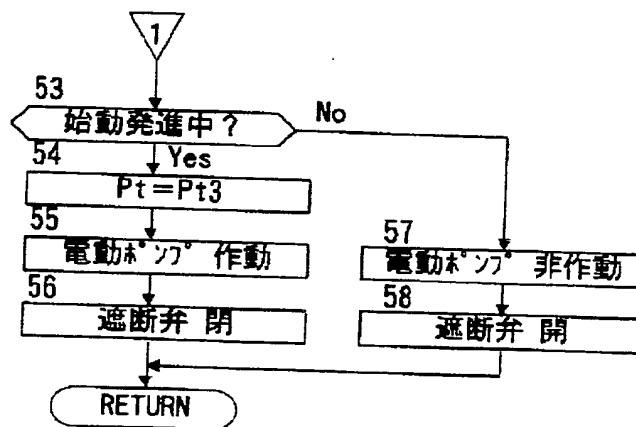 1
53
始動発進中?
No
54
Yes
Pt=Pt3
55
電動ポンプ 作動
57
電動ポンプ 非作動
56
遮断弁 閉
58
遮断弁 開
RETURN